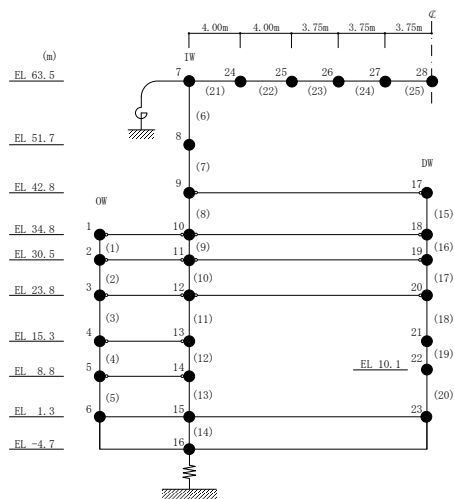 ℄
4.00m 4.00m 3.75m 3.75m 3.75m
(m) IW
EL 63.5 7 24 25 26 27 28
(21) (22) (23) (24) (25)
(6)
EL 51.7 8
(7) DW
EL 42.8 9 17
OW (8) (15)
EL 34.8 1 10 18
(1) (9) (16)
EL 30.5 2 11 19
(2) (10) (17)
EL 23.8 3 12 20
(3) (11) (18)
EL 15.3 4 13 21
(4) (12) (19)
EL 10.1 22
EL 8.8 5 14
(5) (13) (20)
EL 1.3 6 15 23
(14)
EL -4.7 16